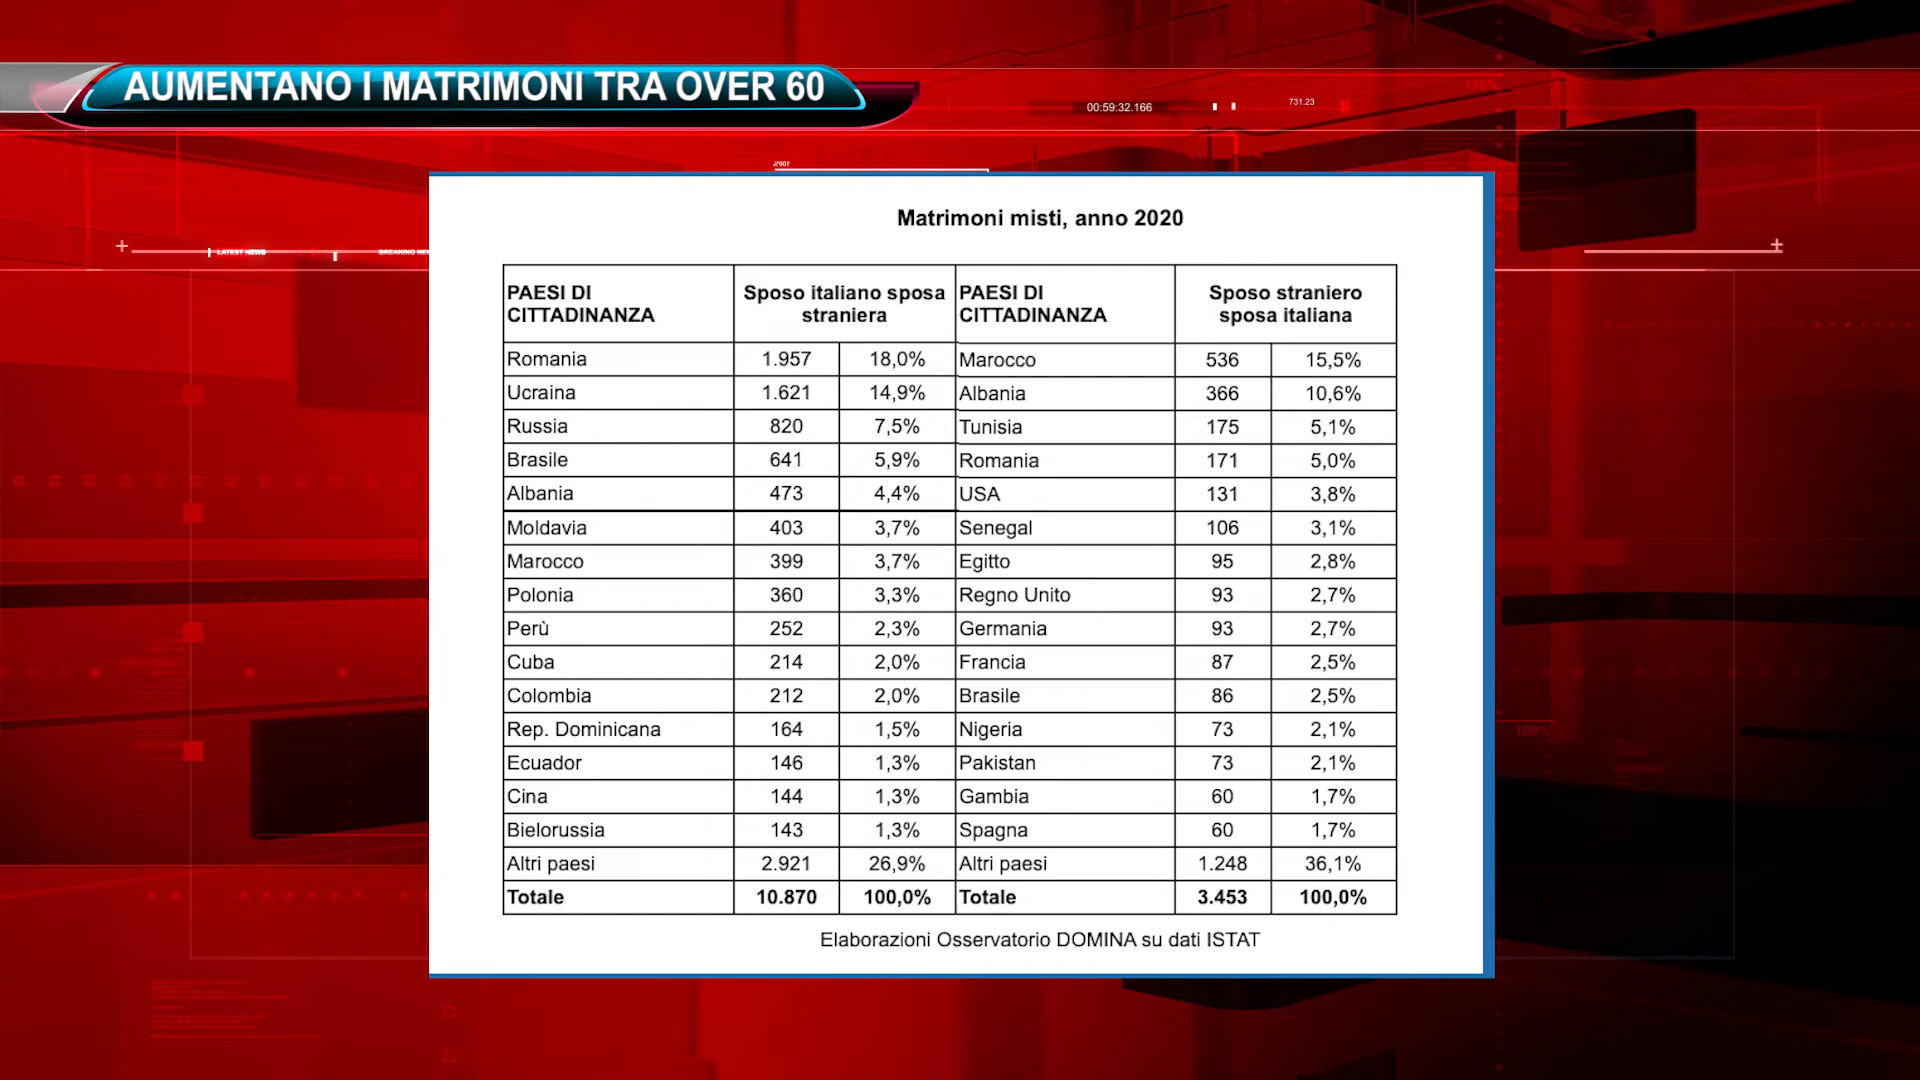 AUMENTANO I MATRIMONI TRA OVER 60
00:59:32.166
731.23
100%
LATEST NEWS
Matrimoni misti, anno 2020
PAESI DI CITTADINANZA Sposo italiano sposa straniera PAESI DI CITTADINANZA Sposo straniero sposa italiana
Romania 1.957 18,0% Marocco 536 15,5%
Ucraina 1.621 14,9% Albania 366 10,6%
Russia 820 7,5% Tunisia 175 5,1%
Brasile 641 5,9% Romania 171 5,0%
Albania 473 4,4% USA 131 3,8%
Moldavia 403 3,7% Senegal 106 3,1%
Marocco 399 3,7% Egitto 95 2,8%
Polonia 360 3,3% Regno Unito 93 2,7%
Perù 252 2,3% Germania 93 2,7%
Cuba 214 2,0% Francia 87 2,5%
Colombia 212 2,0% Brasile 86 2,5%
Rep. Dominicana 164 1,5% Nigeria 73 2,1%
100%
Ecuador 146 1,3% Pakistan 73 2,1%
Cina 144 1,3% Gambia 60 1,7%
Bielorussia 143 1,3% Spagna 60 1,7%
Altri paesi 2.921 26,9% Altri paesi 1.248 36,1%
Totale 10.870 100,0% Totale 3.453 100,0%
Elaborazioni Osservatorio DOMINA su dati ISTAT